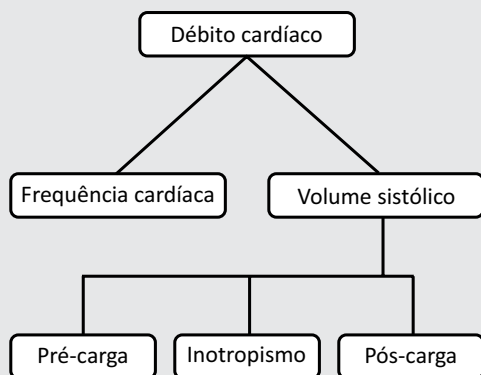 Débito cardíaco
Frequência cardíaca
Volume sistólico
Pré-carga
Inotropismo
Pós-carga